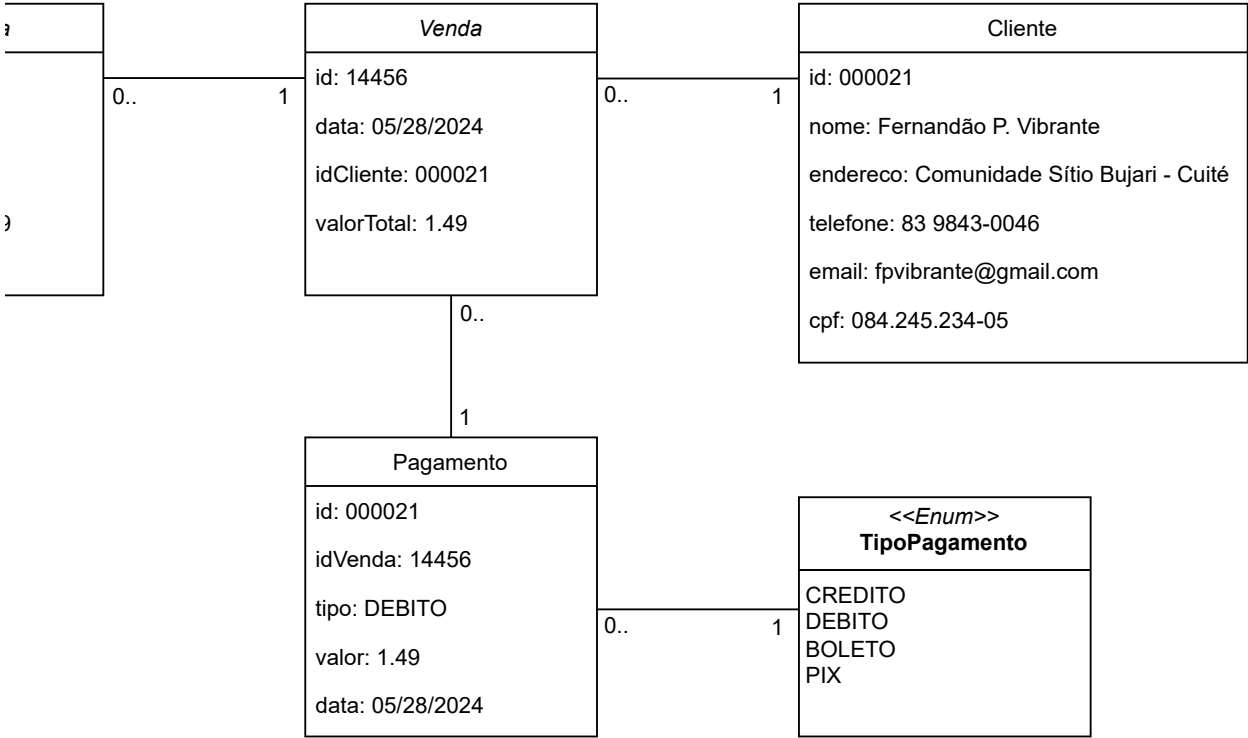 Venda
id: 14456
data: 05/28/2024
idCliente: 000021
valorTotal: 1.49
Cliente
id: 000021
nome: Fernandão P. Vibrante
endereco: Comunidade Sítio Bujari - Cuité
telefone: 83 9843-0046
email: fpvibrante@gmail.com
cpf: 084.245.234-05
0.. 1
0.. 1
0..
1
Pagamento
id: 000021
idVenda: 14456
tipo: DEBITO
valor: 1.49
data: 05/28/2024
0.. 1
<<Enum>>
TipoPagamento
CREDITO
DEBITO
BOLETO
PIX